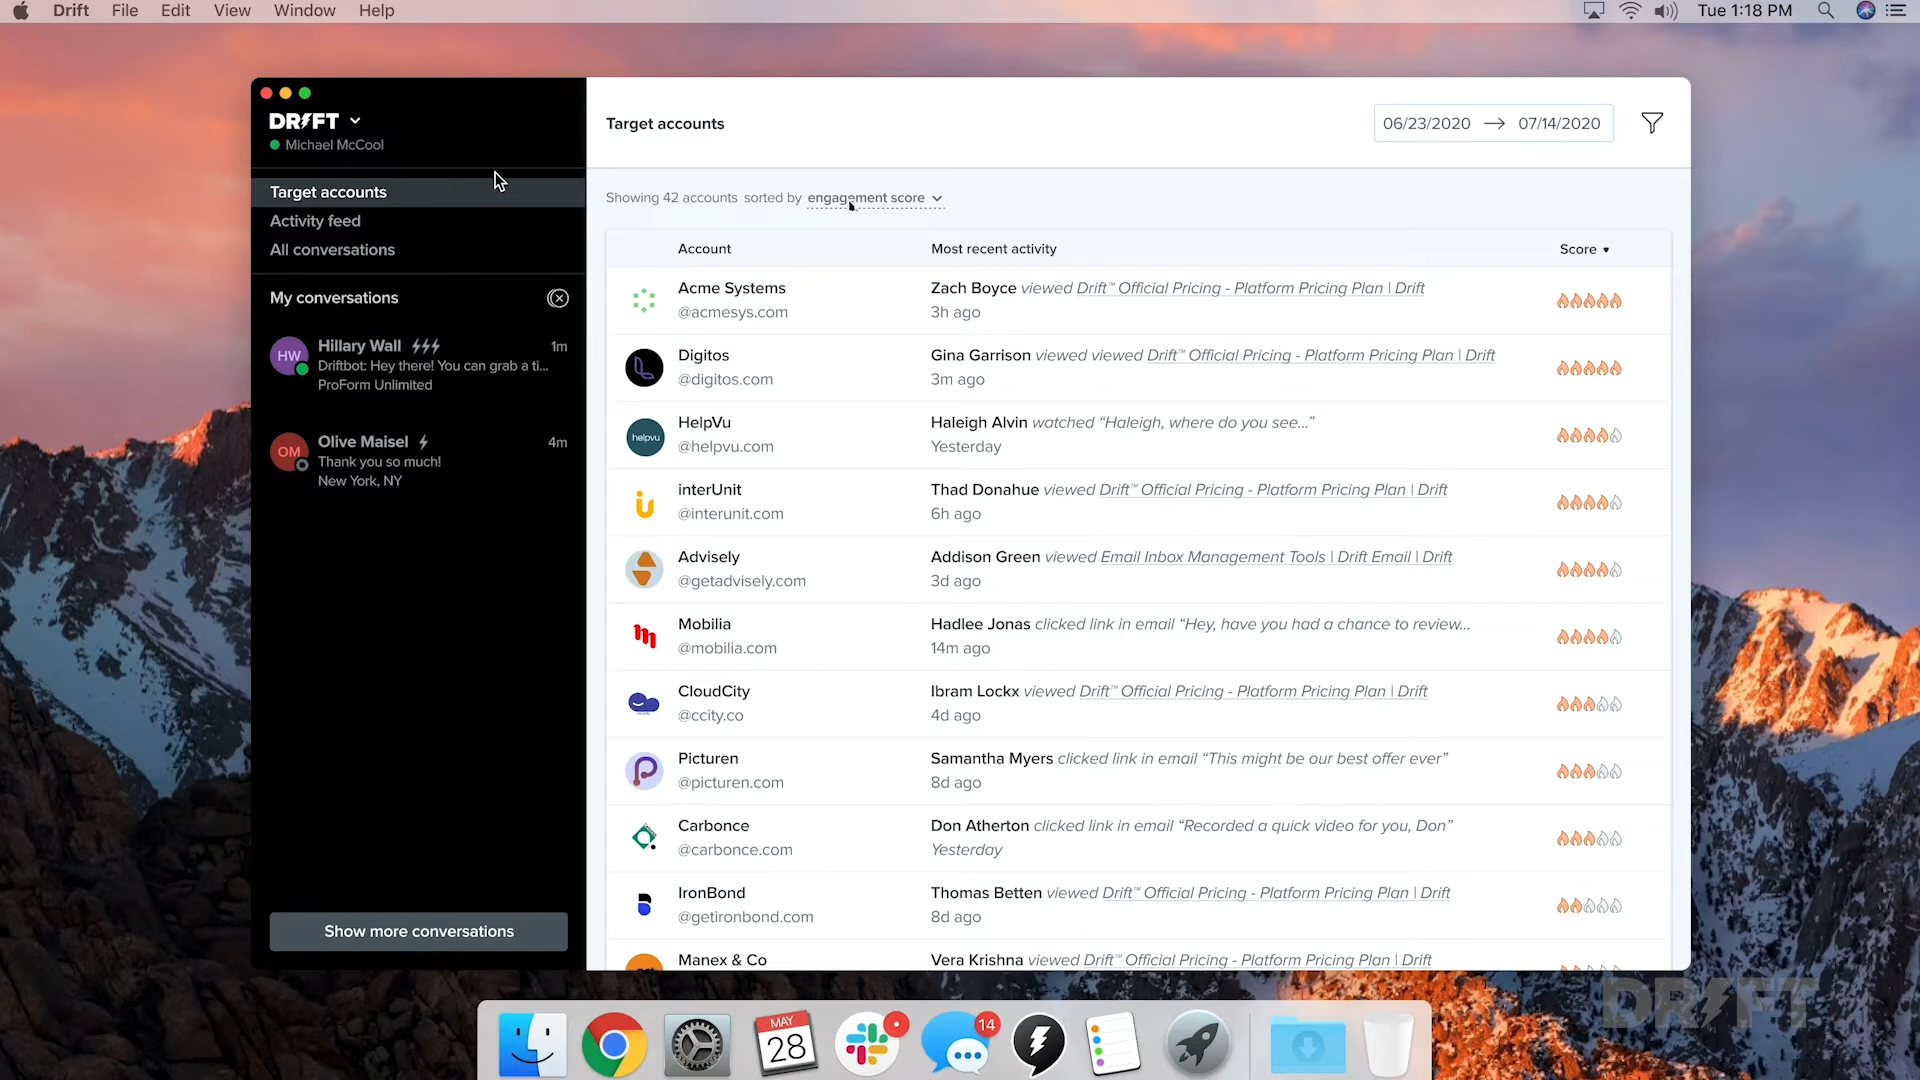 Drift File Edit View Window Help
Tue 1:18 PM
DRIFT
Michael McCool
Target accounts
Activity feed
All conversations
My conversations
HW
Hillary Wall
1m
Driftbot: Hey there! You can grab a ti...
ProForm Unlimited
OM
Olive Maisel
4m
Thank you so much!
New York, NY
Show more conversations
Target accounts
06/23/2020 → 07/14/2020
Showing 42 accounts sorted by engagement score
Account Most recent activity Score
Acme Systems
@acmesys.com
Zach Boyce viewed Drift™ Official Pricing - Platform Pricing Plan | Drift
3h ago
Digitos
@digitos.com
Gina Garrison viewed viewed Drift™ Official Pricing - Platform Pricing Plan | Drift
3m ago
helpvu
HelpVu
@helpvu.com
Haleigh Alvin watched “Haleigh, where do you see...”
Yesterday
interUnit
@interunit.com
Thad Donahue viewed Drift™ Official Pricing - Platform Pricing Plan | Drift
6h ago
Advisely
@getadvisely.com
Addison Green viewed Email Inbox Management Tools | Drift Email | Drift
3d ago
Mobilia
@mobilia.com
Hadlee Jonas clicked link in email “Hey, have you had a chance to review...
14m ago
CloudCity
@ccity.co
Ibram Lockx viewed Drift™ Official Pricing - Platform Pricing Plan | Drift
4d ago
Picturen
@picturen.com
Samantha Myers clicked link in email “This might be our best offer ever”
8d ago
Carbonce
@carbonce.com
Don Atherton clicked link in email “Recorded a quick video for you, Don”
Yesterday
IronBond
@getironbond.com
Thomas Betten viewed Drift™ Official Pricing - Platform Pricing Plan | Drift
8d ago
Manex & Co
Vera Krishna viewed Drift™ Official Pricing - Platform Pricing Plan | Drift
DRIFT
MAY
28
14